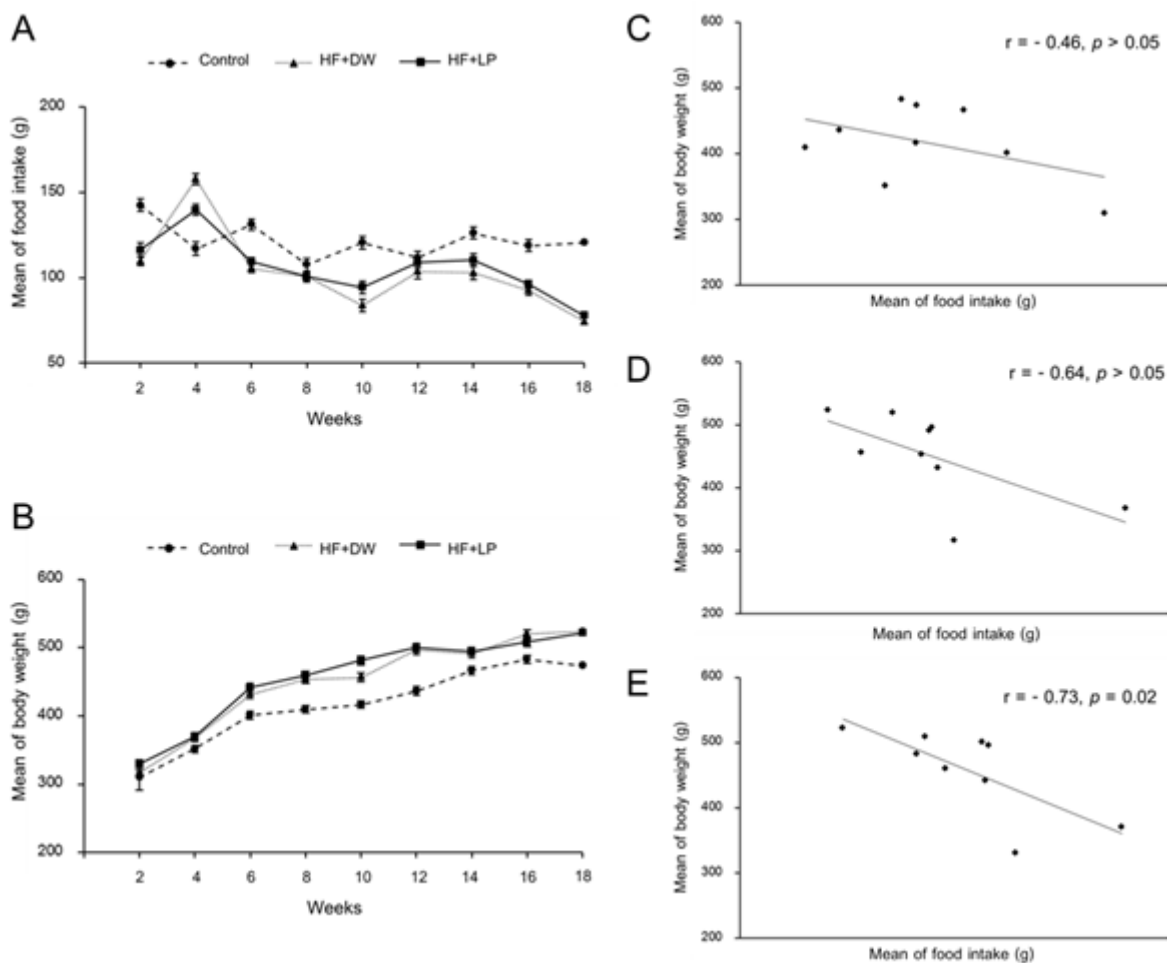 A
Control HF+DW HF+LP
200
150
100
50
Mean of food intake (g)
2 4 6 8 10 12 14 16 18
Weeks
B
Control HF+DW HF+LP
600
500
400
300
200
Mean of body weight (g)
2 4 6 8 10 12 14 16 18
Weeks
C
r = - 0.46, p > 0.05
600
500
400
300
200
Mean of body weight (g)
Mean of food intake (g)
D
r = - 0.64, p > 0.05
600
500
400
300
200
Mean of body weight (g)
Mean of food intake (g)
E
r = - 0.73, p = 0.02
600
500
400
300
200
Mean of body weight (g)
Mean of food intake (g)